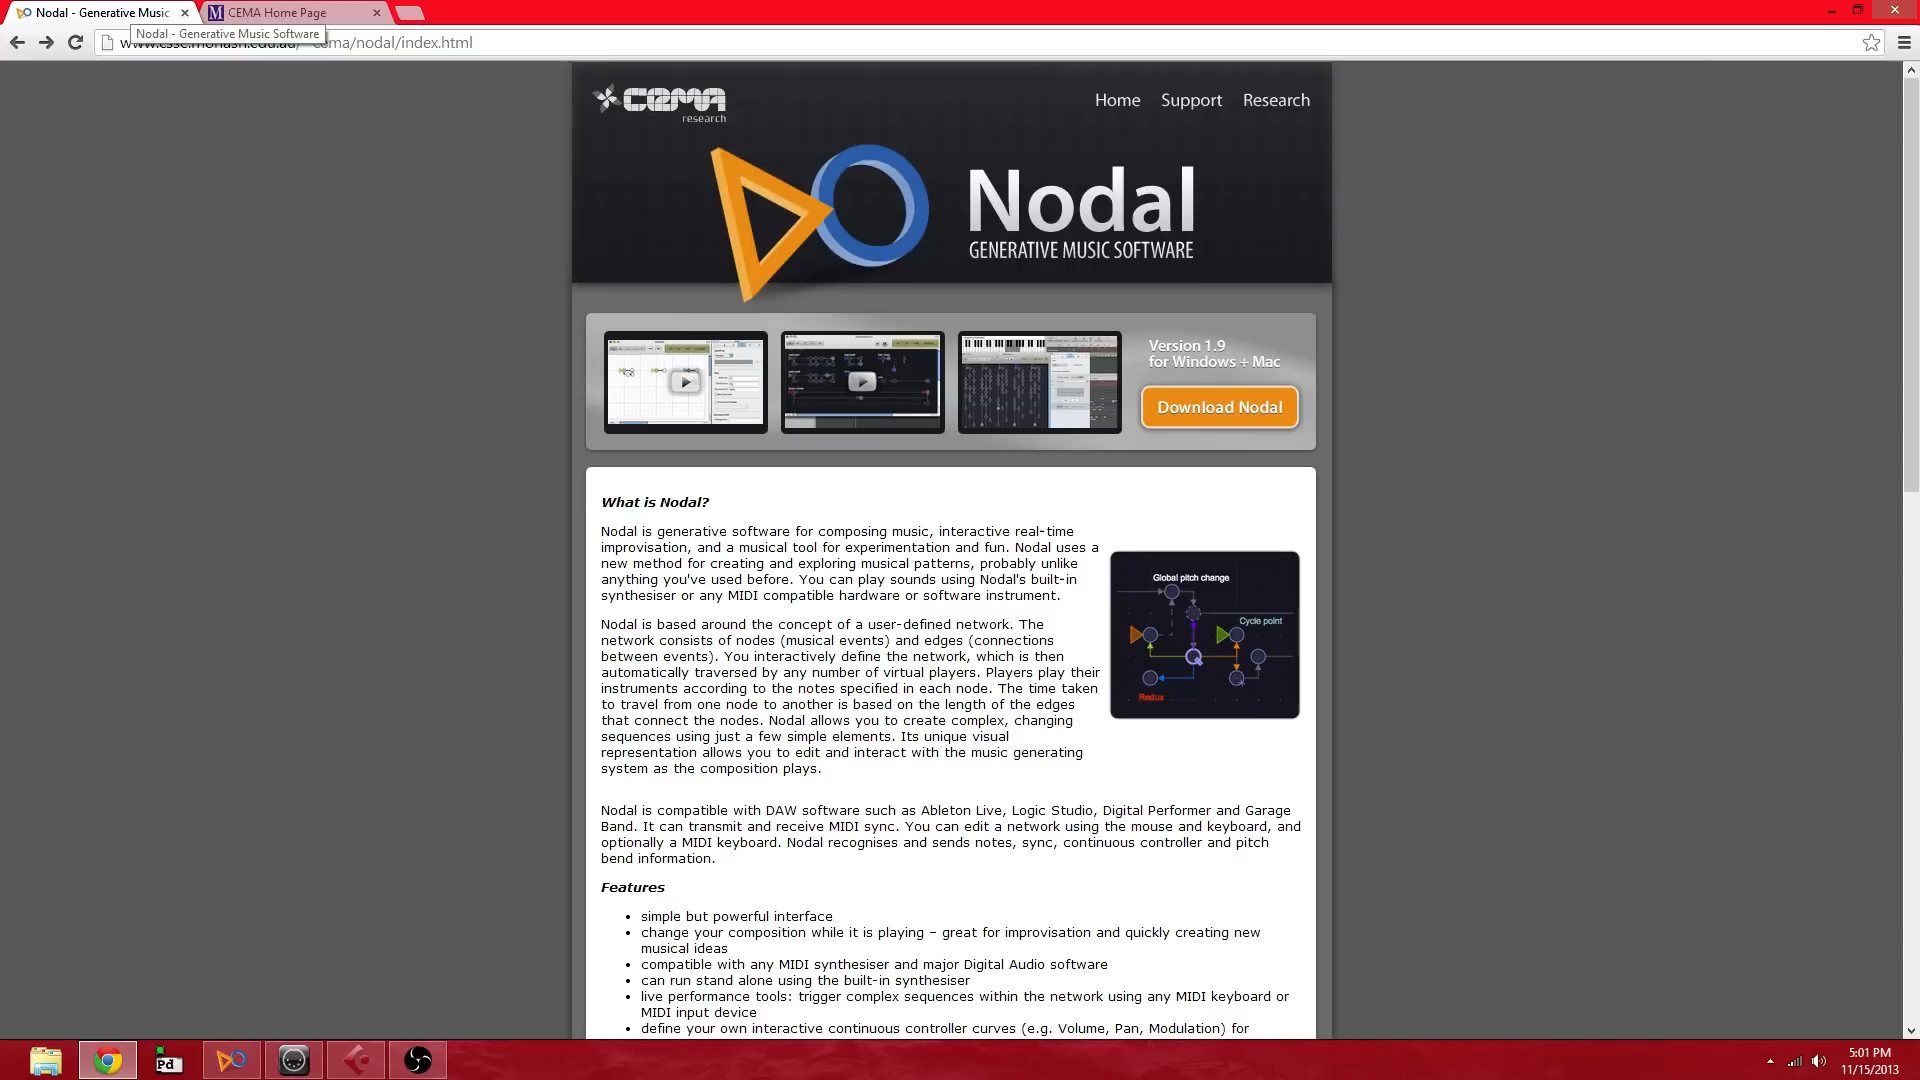 Nodal - Generative Music
CEMA Home Page
Nodal - Generative Music Software
cema/nodal/index.html
CEMA
research
Home Support Research
Nodal
GENERATIVE MUSIC SOFTWARE
Version 1.9
for Windows + Mac
Download Nodal
What is Nodal?
Nodal is generative software for composing music, interactive real-time
improvisation, and a musical tool for experimentation and fun. Nodal uses a
new method for creating and exploring musical patterns, probably unlike
anything you've used before. You can play sounds using Nodal's built-in
synthesiser or any MIDI compatible hardware or software instrument.
Global pitch change
Cycle point
Redux
Nodal is based around the concept of a user-defined network. The
network consists of nodes (musical events) and edges (connections
between events). You interactively define the network, which is then
automatically traversed by any number of virtual players. Players play their
instruments according to the notes specified in each node. The time taken
to travel from one node to another is based on the length of the edges
that connect the nodes. Nodal allows you to create complex, changing
sequences using just a few simple elements. Its unique visual
representation allows you to edit and interact with the music generating
system as the composition plays.
Nodal is compatible with DAW software such as Ableton Live, Logic Studio, Digital Performer and Garage
Band. It can transmit and receive MIDI sync. You can edit a network using the mouse and keyboard, and
optionally a MIDI keyboard. Nodal recognises and sends notes, sync, continuous controller and pitch
bend information.
Features
• simple but powerful interface
• change your composition while it is playing – great for improvisation and quickly creating new
musical ideas
• compatible with any MIDI synthesiser and major Digital Audio software
• can run stand alone using the built-in synthesiser
• live performance tools: trigger complex sequences within the network using any MIDI keyboard or
MIDI input device
• define your own interactive continuous controller curves (e.g. Volume, Pan, Modulation) for
Pd
5:01 PM
11/15/2013